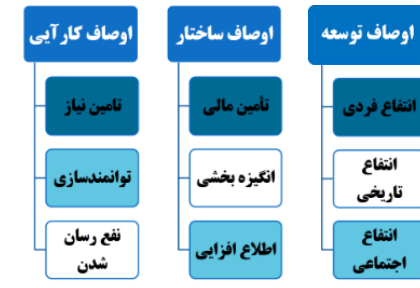 اوصاف توسعه
انتفاع فردی
انتفاع
تاریخی
انتفاع
اجتماعی
اوصاف ساختار
تأمین مالی
انگیزه بخشی
اطلاع افزایی
اوصاف کارآیی
تامین نیاز
توانمندسازی
نفع رسان
شدن